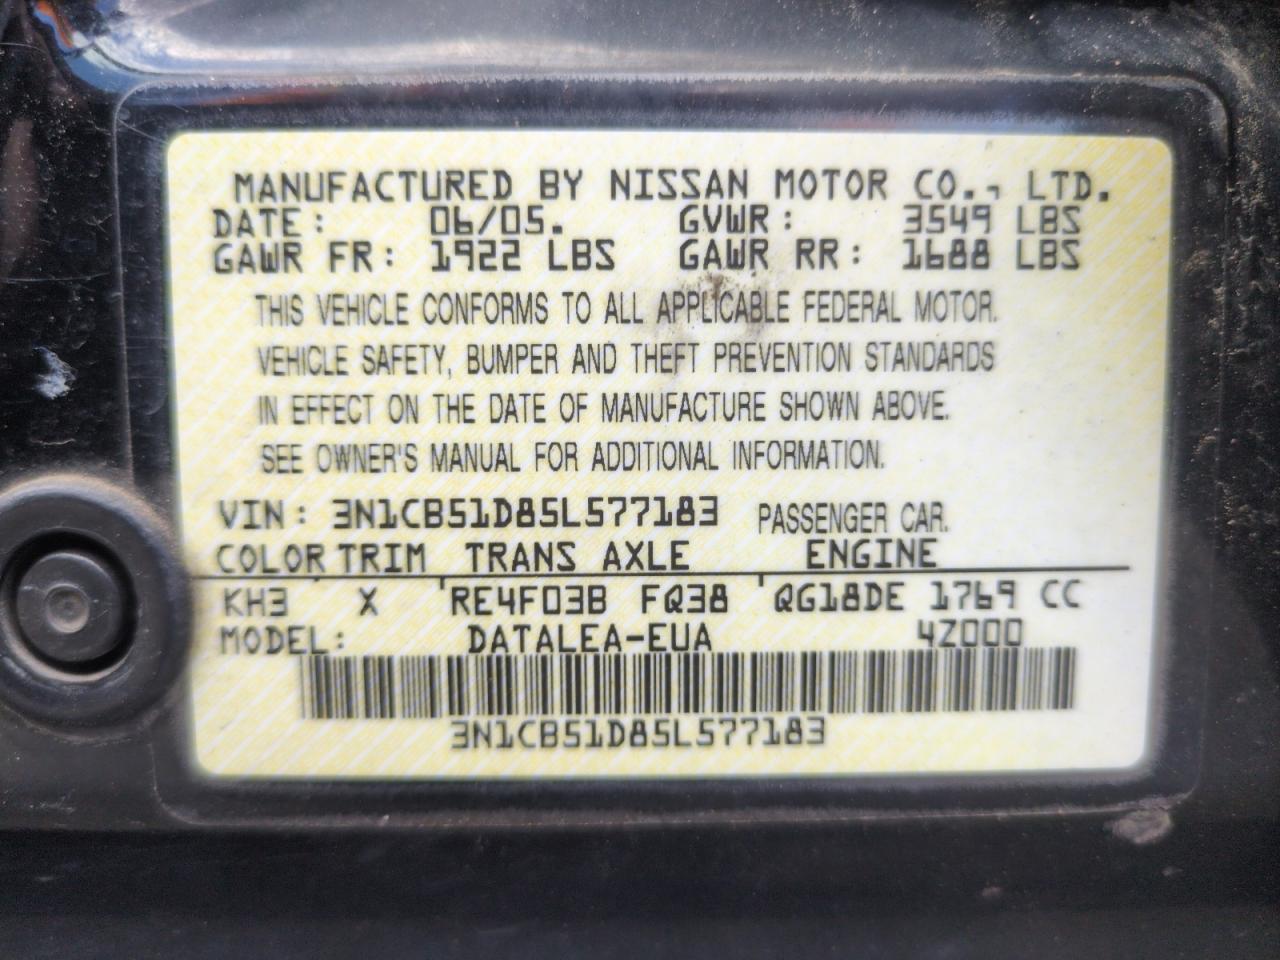 MANUFACTURED BY NISSAN MOTOR CO., LTD.
DATE: 06/05. GVWR: 3549 LBS
GAWR FR: 1922 LBS GAWR RR: 1688 LBS
THIS VEHICLE CONFORMS TO ALL APPLICABLE FEDERAL MOTOR.
VEHICLE SAFETY, BUMPER AND THEFT PREVENTION STANDARDS
IN EFFECT ON THE DATE OF MANUFACTURE SHOWN ABOVE.
SEE OWNER'S MANUAL FOR ADDITIONAL INFORMATION.
VIN: 3N1CB51D85L577183 PASSENGER CAR.
COLOR TRIM TRANS AXLE ENGINE
KH3 X RE4F03B FQ38 QG18DE 1769 CC
MODEL: DATALEA-EUA 4Z000
3N1CB51D85L577183